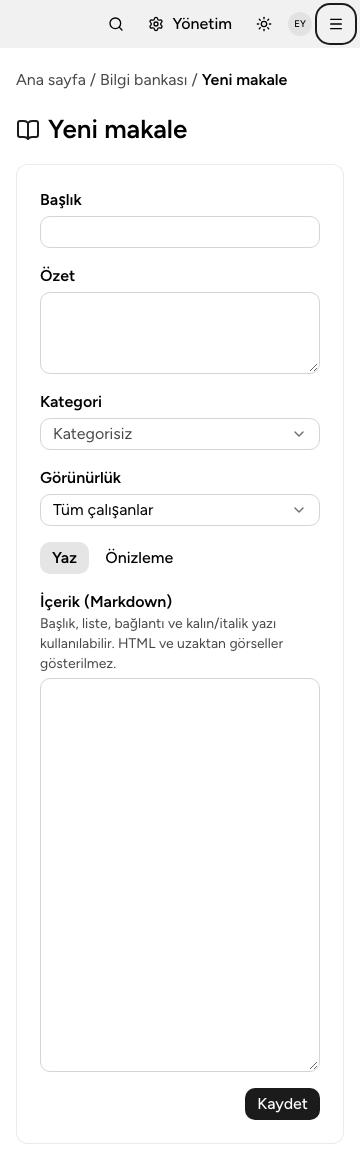 Yönetim
EY
Ana sayfa / Bilgi bankası / Yeni makale
Yeni makale
Başlık
Özet
Kategori
Kategorisiz
Görünürlük
Tüm çalışanlar
Yaz
Önizleme
İçerik (Markdown)
Başlık, liste, bağlantı ve kalın/italik yazı
kullanılabilir. HTML ve uzaktan görseller
gösterilmez.
Kaydet